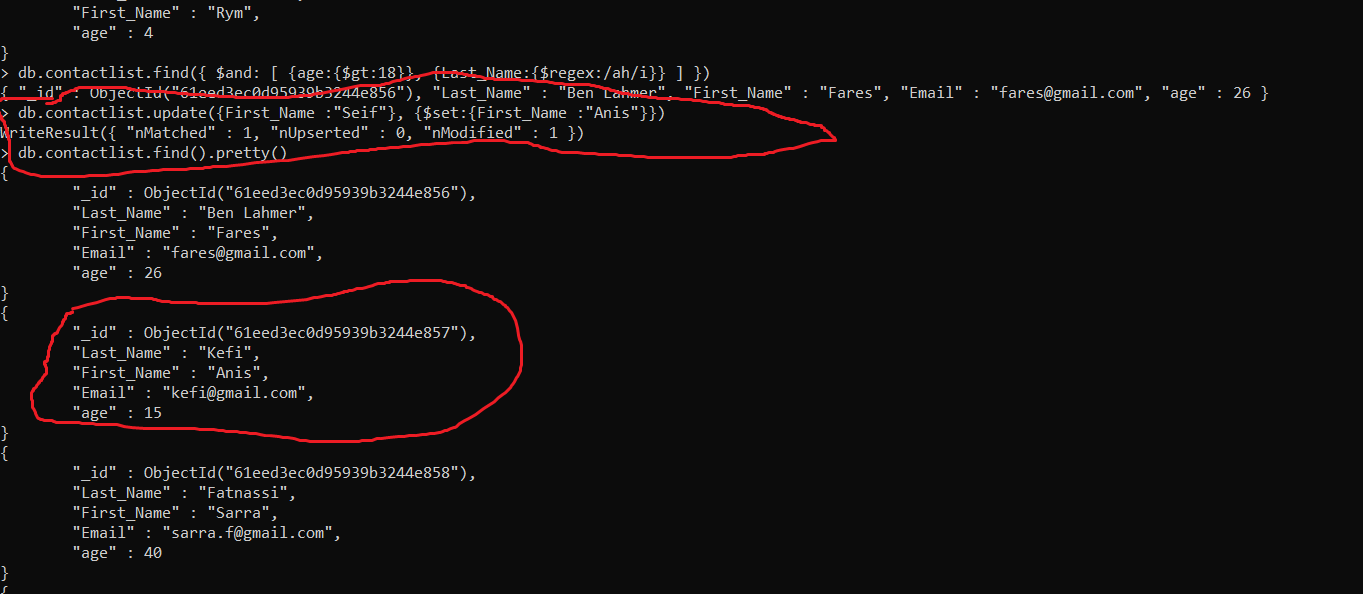 "First_Name" : "Rym",
"age" : 4
}
> db.contactlist.find({ $and: [ {age:{$gt:18}}, {Last_Name:{$regex:/ah/i}} ] })
{ "_id" : ObjectId("61eed3ec0d95939b3244e856"), "Last_Name" : "Ben Lahmer", "First_Name" : "Fares", "Email" : "fares@gmail.com", "age" : 26 }
> db.contactlist.update({First_Name :"Seif"}, {$set:{First_Name :"Anis"}})
WriteResult({ "nMatched" : 1, "nUpserted" : 0, "nModified" : 1 })
> db.contactlist.find().pretty()
{
"_id" : ObjectId("61eed3ec0d95939b3244e856"),
"Last_Name" : "Ben Lahmer",
"First_Name" : "Fares",
"Email" : "fares@gmail.com",
"age" : 26
}
{
"_id" : ObjectId("61eed3ec0d95939b3244e857"),
"Last_Name" : "Kefi",
"First_Name" : "Anis",
"Email" : "kefi@gmail.com",
"age" : 15
}
{
"_id" : ObjectId("61eed3ec0d95939b3244e858"),
"Last_Name" : "Fatnassi",
"First_Name" : "Sarra",
"Email" : "sarra.f@gmail.com",
"age" : 40
}
{